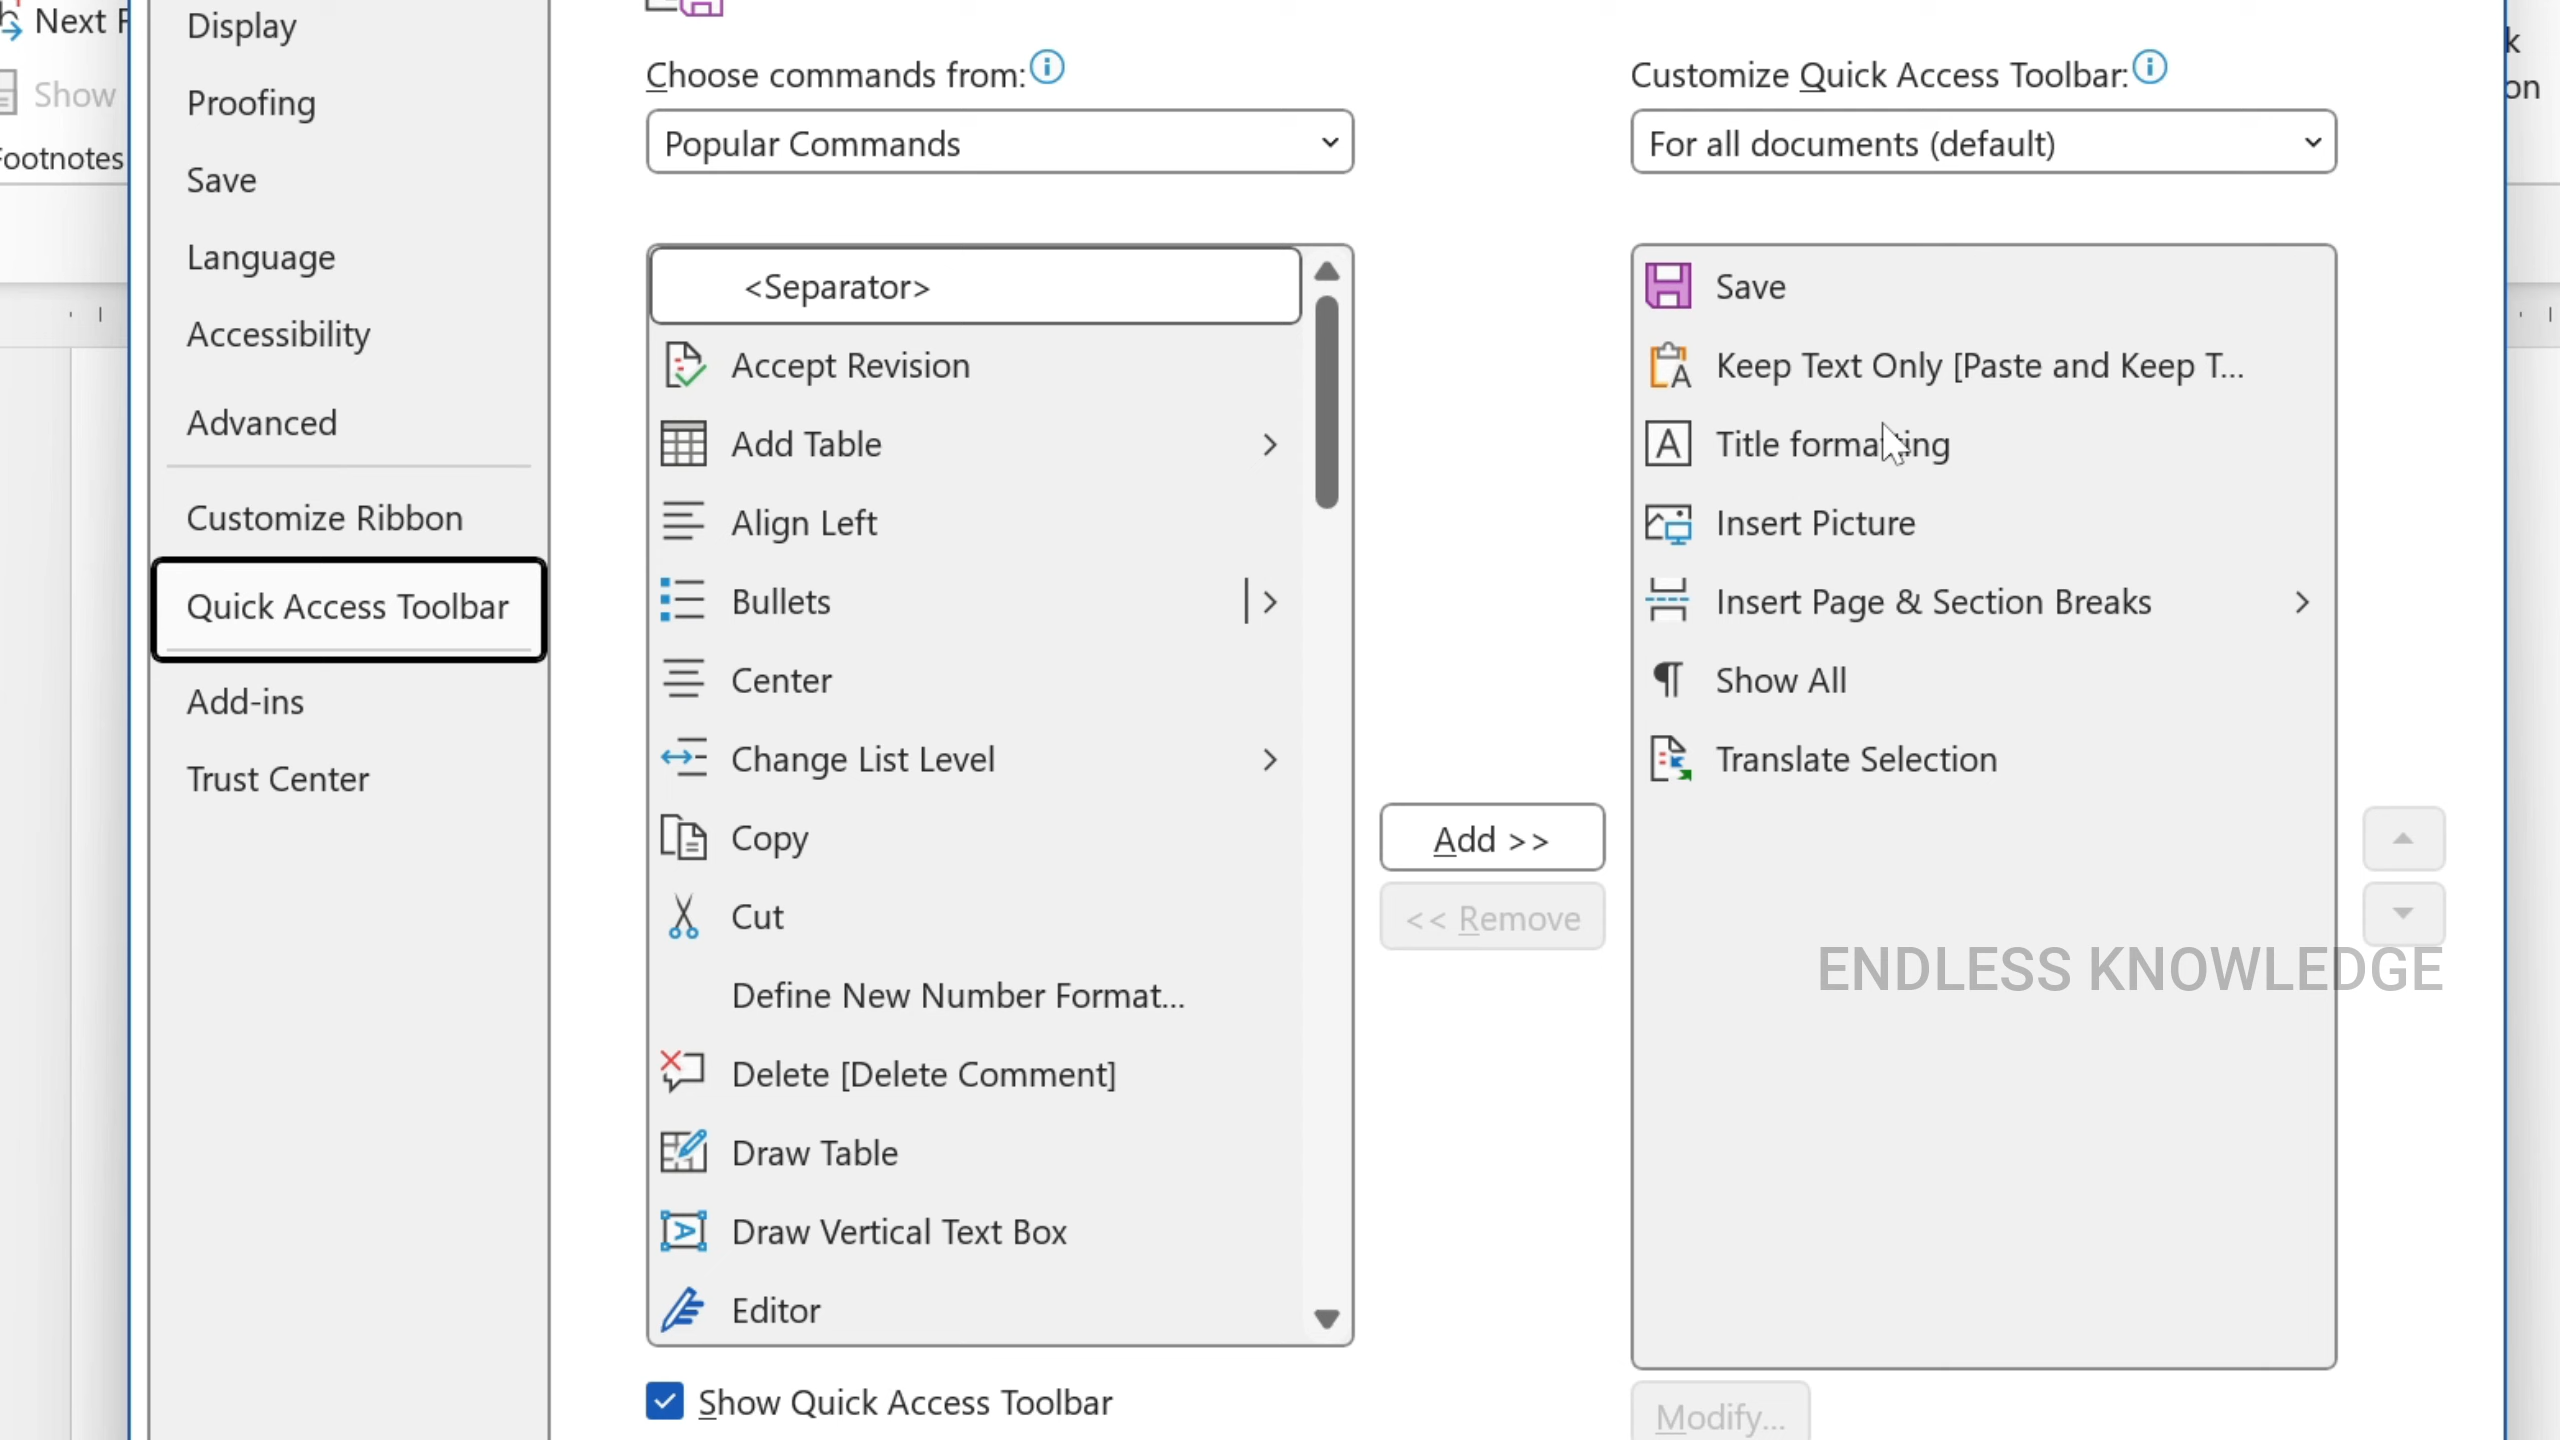 Next F
Show
Footnotes
Display
Proofing
Save
Language
Accessibility
Advanced
Customize Ribbon
Quick Access Toolbar
Add-ins
Trust Center
Choose commands from:
Popular Commands
<Separator>
Accept Revision
Add Table
Align Left
Bullets
Center
Change List Level
Copy
Cut
Define New Number Format...
Delete [Delete Comment]
Draw Table
Draw Vertical Text Box
Editor
Show Quick Access Toolbar
Add >>
<< Remove
Customize Quick Access Toolbar:
For all documents (default)
Save
Keep Text Only [Paste and Keep T...
Title formatting
Insert Picture
Insert Page & Section Breaks
Show All
Translate Selection
ENDLESS KNOWLEDGE
Modify...
k
on